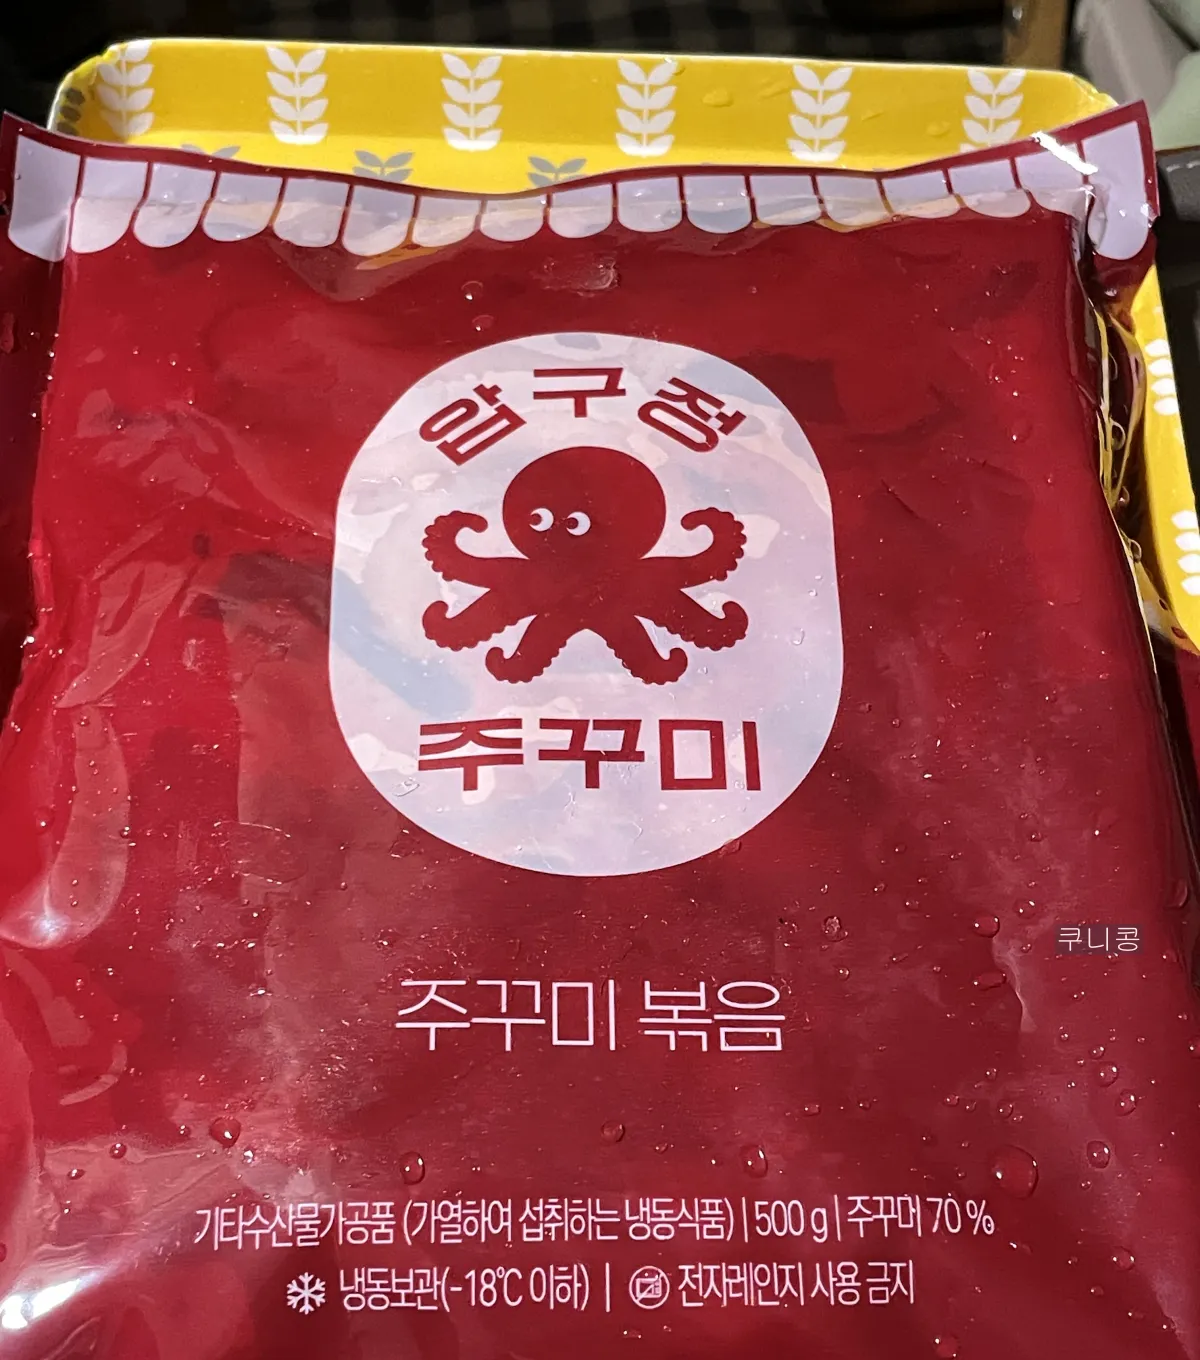 압구정
주꾸미
쿠니콩
주꾸미 볶음
기타수산물가공품 (가열하여 섭취하는 냉동식품) | 500 g | 주꾸미 70 %
냉동보관(-18℃ 이하) | 전자레인지 사용 금지